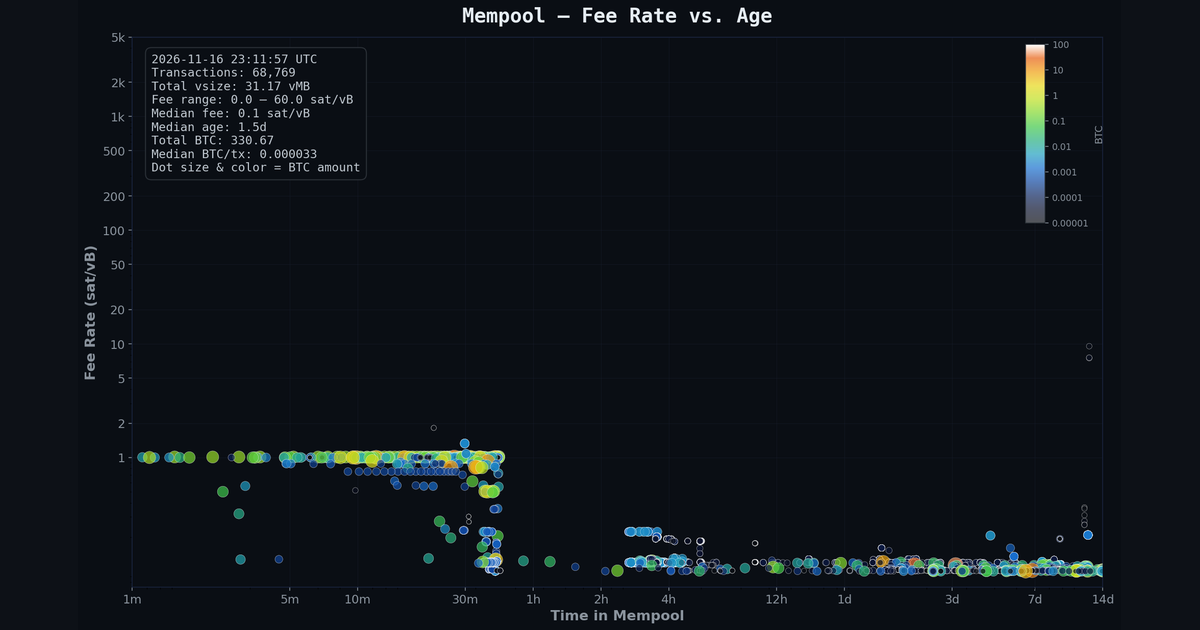 Mempool — Fee Rate vs. Age
2026-11-16 23:11:57 UTC
Transactions: 68,769
Total vsize: 31.17 vMB
Fee range: 0.0 – 60.0 sat/vB
Median fee: 0.1 sat/vB
Median age: 1.5d
Total BTC: 330.67
Median BTC/tx: 0.000033
Dot size & color = BTC amount
100
10
1
0.1
0.01
0.001
0.0001
0.00001
BTC
Fee Rate (sat/vB)
5k
2k
1k
500
200
100
50
20
10
5
2
1
1m 5m 10m 30m 1h 2h 4h 12h 1d 3d 7d 14d
Time in Mempool